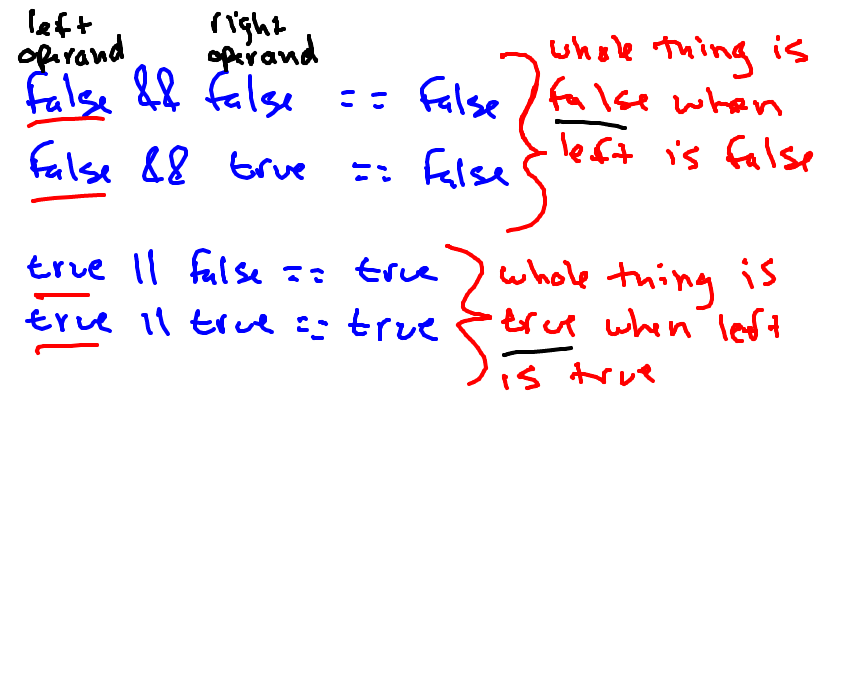 left right
operand operand
false && false == false
false && true == false
whole thing is
false when
left is false
true || false == true
true || true == true
whole thing is
true when left
is true